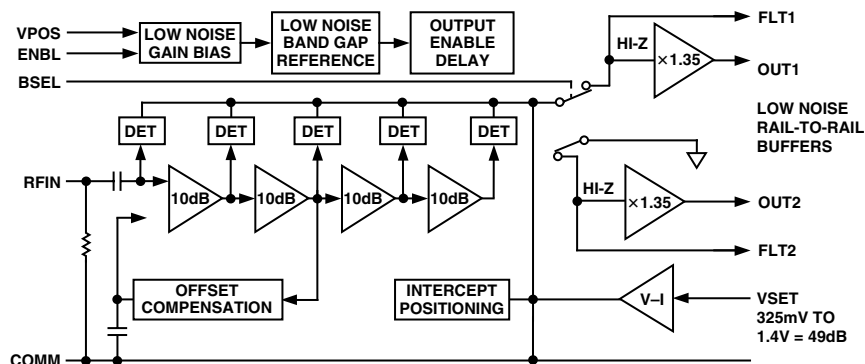 VPOS
ENBL
LOW NOISE
GAIN BIAS
LOW NOISE
BAND GAP
REFERENCE
OUTPUT
ENABLE
DELAY
FLT1
HI-Z
×1.35
OUT1
BSEL
DET
DET
DET
DET
DET
LOW NOISE
RAIL-TO-RAIL
BUFFERS
RFIN
10dB
10dB
10dB
10dB
HI-Z
×1.35
OUT2
FLT2
OFFSET
COMPENSATION
INTERCEPT
POSITIONING
V–I
VSET
325mV TO
1.4V = 49dB
COMM